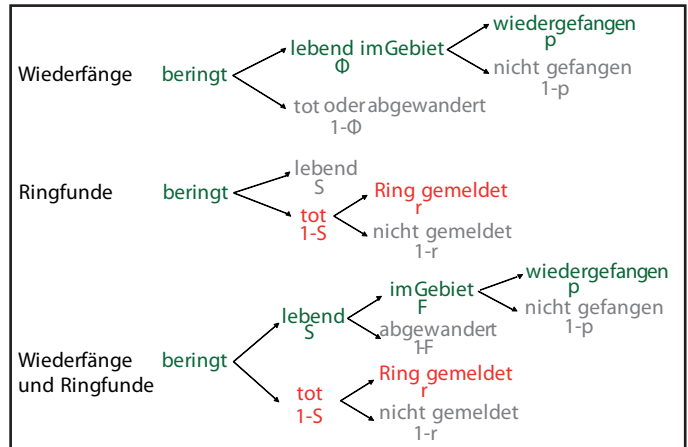 wiedergefangen
p
lebend im Gebiet
Φ
Wiederfänge beringt
nicht gefangen
1-p
tot oder abgewandert
1-Φ
lebend
S
Ringfunde beringt
Ring gemeldet
r
tot
1-S
nicht gemeldet
1-r
wiedergefangen
p
im Gebiet
F
nicht gefangen
1-p
lebend
S
abgewandert
1-F
Wiederfänge beringt
und Ringfunde
Ring gemeldet
r
tot
1-S
nicht gemeldet
1-r